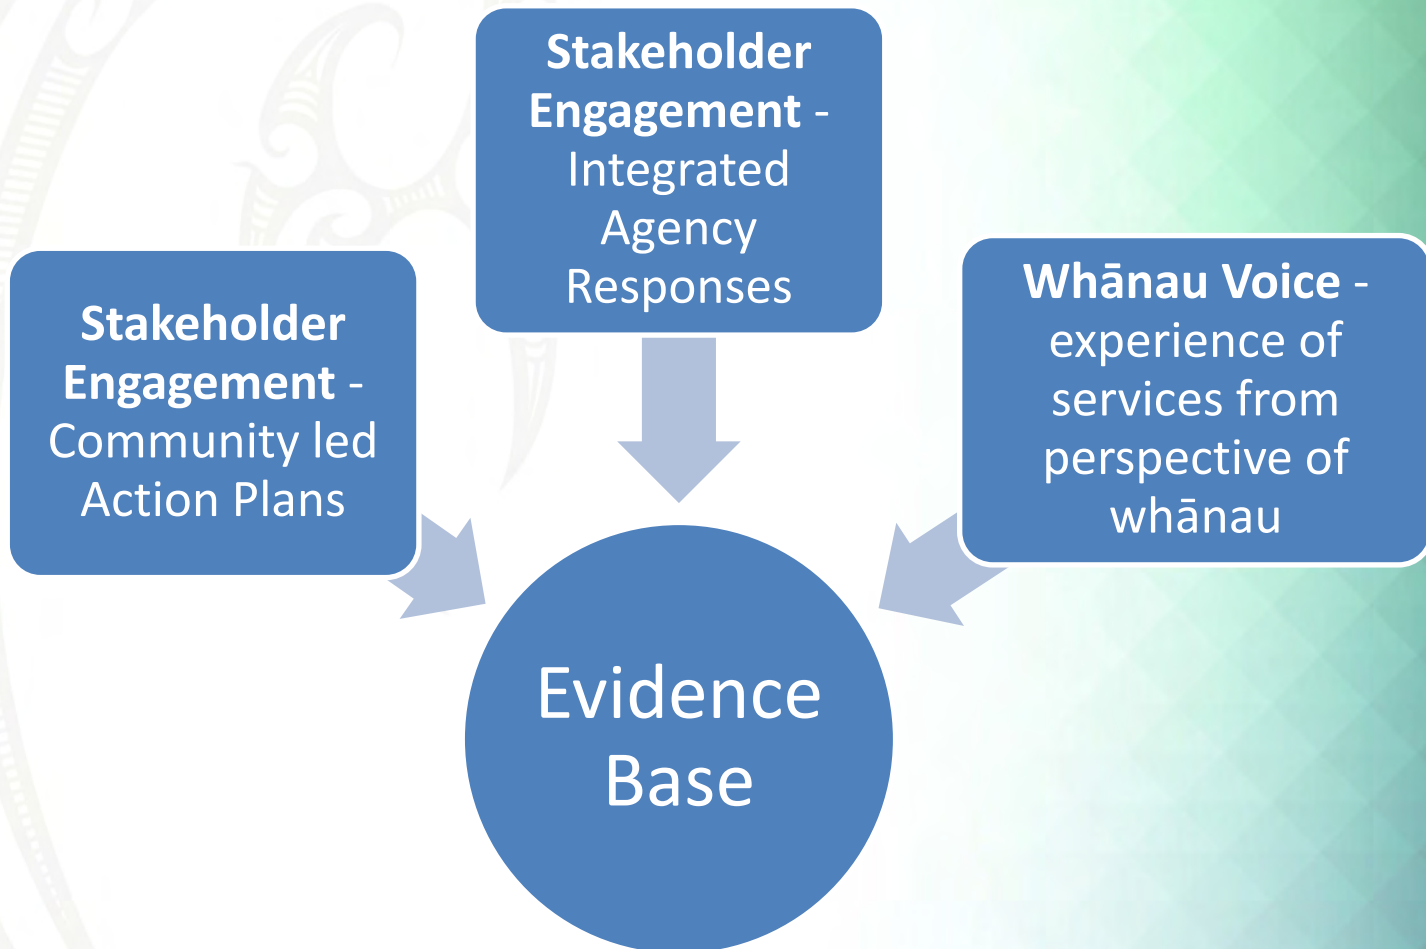 Stakeholder
Engagement -
Integrated
Agency
Responses
Stakeholder
Engagement -
Community led
Action Plans
Whānau Voice -
experience of
services from
perspective of
whānau
Evidence
Base